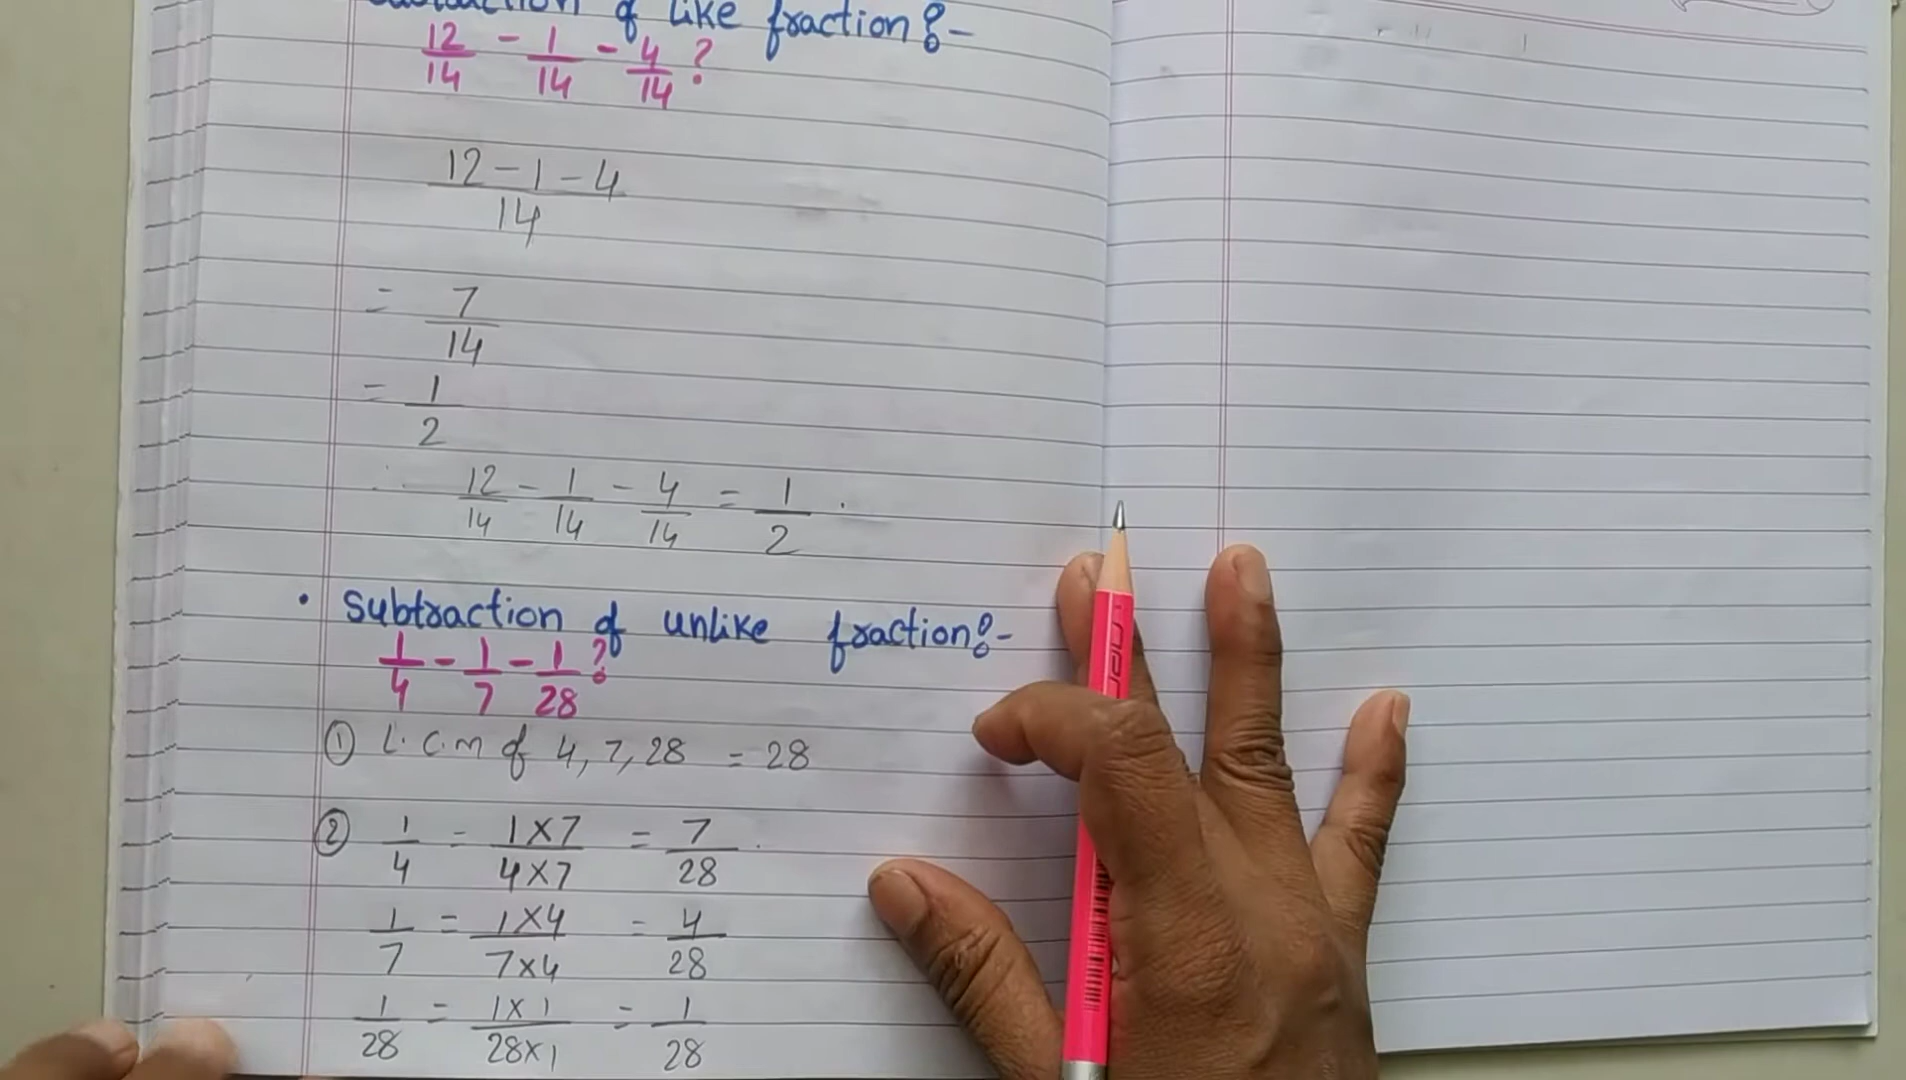 Subtraction of like fraction:-
12/14 - 1/14 - 4/14 ?
12-1-4/14
= 7/14
= 1/2
∴ 12/14 - 1/14 - 4/14 = 1/2 .
• Subtraction of unlike fraction:-
1/4 - 1/7 - 1/28 ?
① L.C.M of 4, 7, 28 = 28
② 1/4 = 1×7/4×7 = 7/28 .
1/7 = 1×4/7×4 = 4/28
1/28 = 1×1/28×1 = 1/28